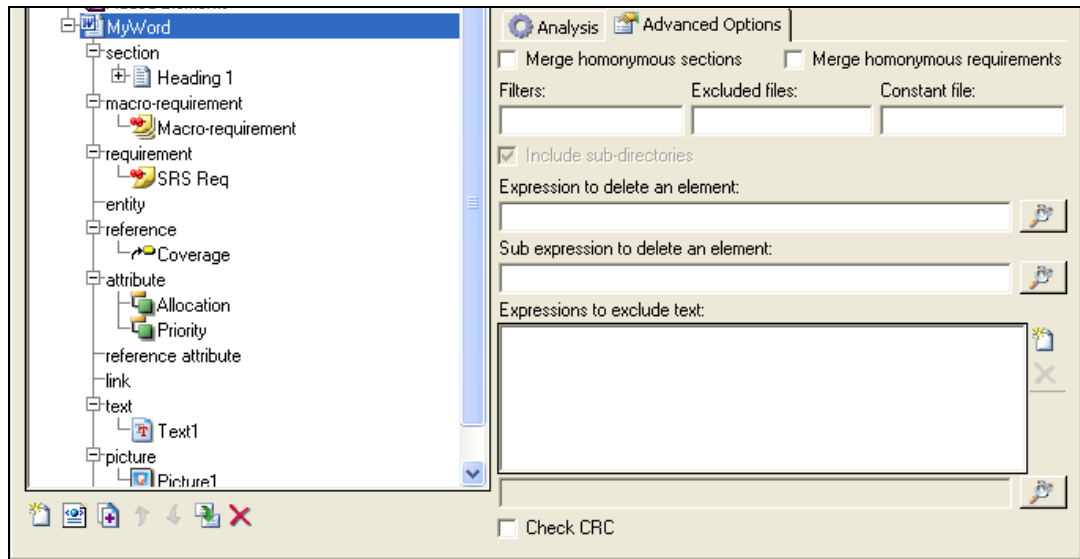 MyWord
section
Heading 1
macro-requirement
Macro-requirement
requirement
SRS Req
entity
reference
Coverage
attribute
Allocation
Priority
reference attribute
link
text
Text1
picture
Picture1
Analysis
Advanced Options
Merge homonymous sections
Merge homonymous requirements
Filters:
Excluded files:
Constant file:
Include sub-directories
Expression to delete an element:
Sub expression to delete an element:
Expressions to exclude text:
Check CRC